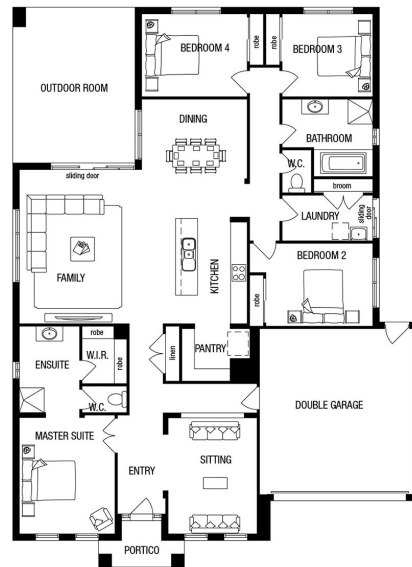 BEDROOM 4
robe
robe
BEDROOM 3
OUTDOOR ROOM
DINING
BATHROOM
W.C.
sliding door
broom
LAUNDRY
sliding door
FAMILY
KITCHEN
BEDROOM 2
robe
robe
ENSUITE
W.I.R.
robe
linen
PANTRY
W.C.
DOUBLE GARAGE
MASTER SUITE
ENTRY
SITTING
PORTICO